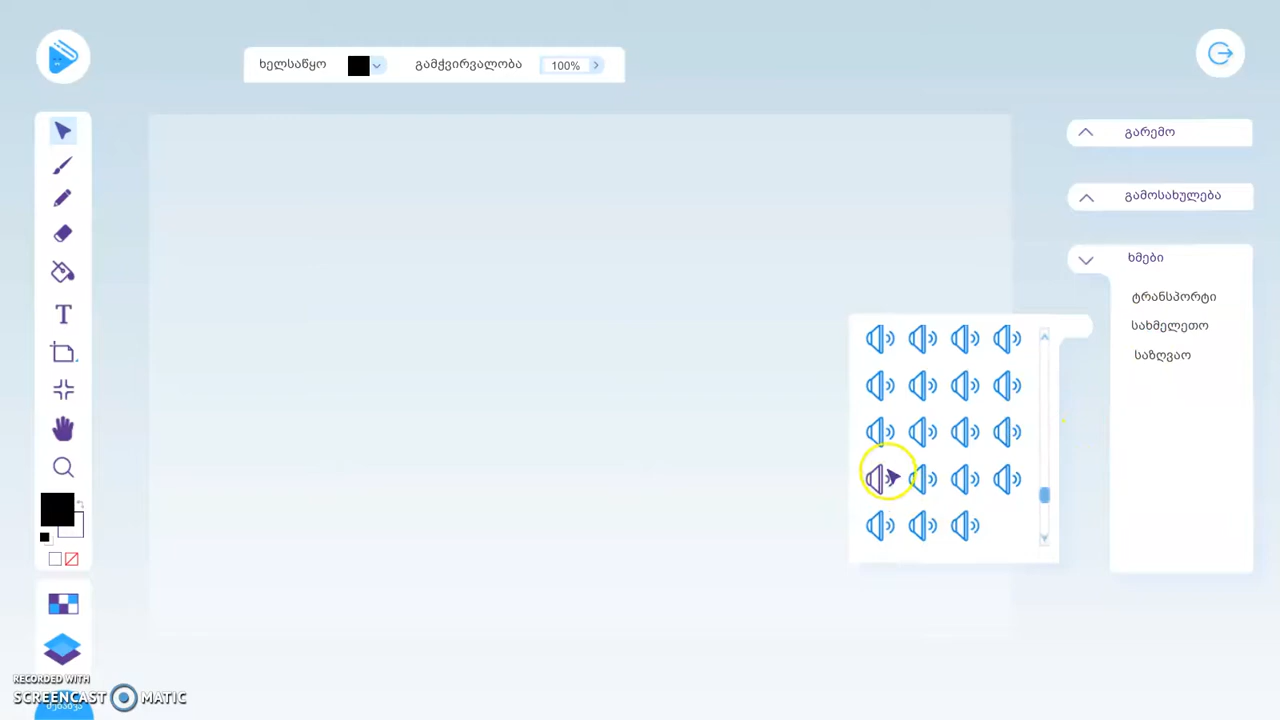 ხელსაწყო
გამჭვირვალობა
100%
გარემო
გამოსახულება
ხმები
ტრანსპორტი
სახმელეთო
საზღვაო
T
RECORDED WITH
SCREENCAST MATIC